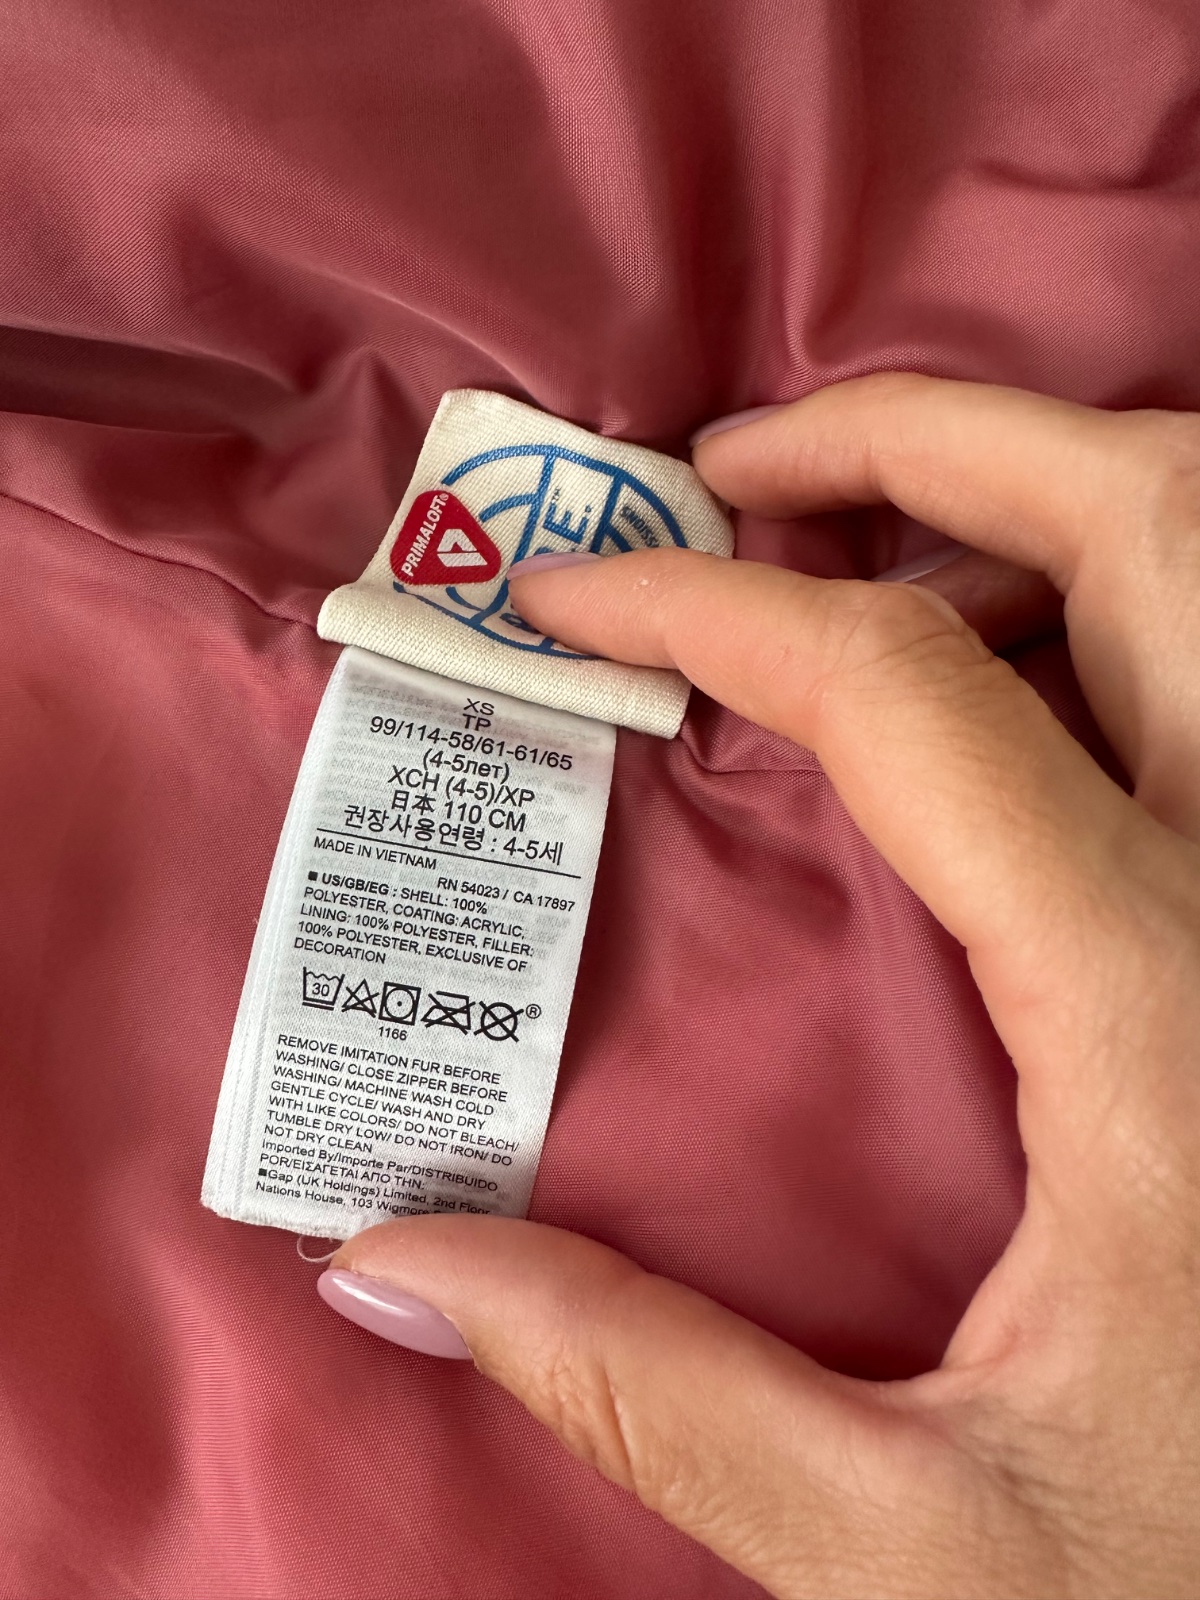 PRIMALOFT®
E.™
XS
TP
99/114-58/61-61/65
(4-5лет)
XCH (4-5)/XP
日本 110 CM
권장사용연령 : 4-5세
MADE IN VIETNAM
RN 54023 / CA 17897
■ US/GB/EG : SHELL: 100%
POLYESTER, COATING: ACRYLIC,
LINING: 100% POLYESTER, FILLER:
100% POLYESTER, EXCLUSIVE OF
DECORATION
30
®
1166
REMOVE IMITATION FUR BEFORE
WASHING/ CLOSE ZIPPER BEFORE
WASHING/ MACHINE WASH COLD
GENTLE CYCLE/ WASH AND DRY
WITH LIKE COLORS/ DO NOT BLEACH/
TUMBLE DRY LOW/ DO NOT IRON/ DO
NOT DRY CLEAN
Imported By/Importe Par/DISTRIBUIDO
POR/ΕΙΣΑΓΕΤΑΙ ΑΠΟ ΤΗΝ:
■Gap (UK Holdings) Limited, 2nd Floor
Nations House, 103 Wigmore